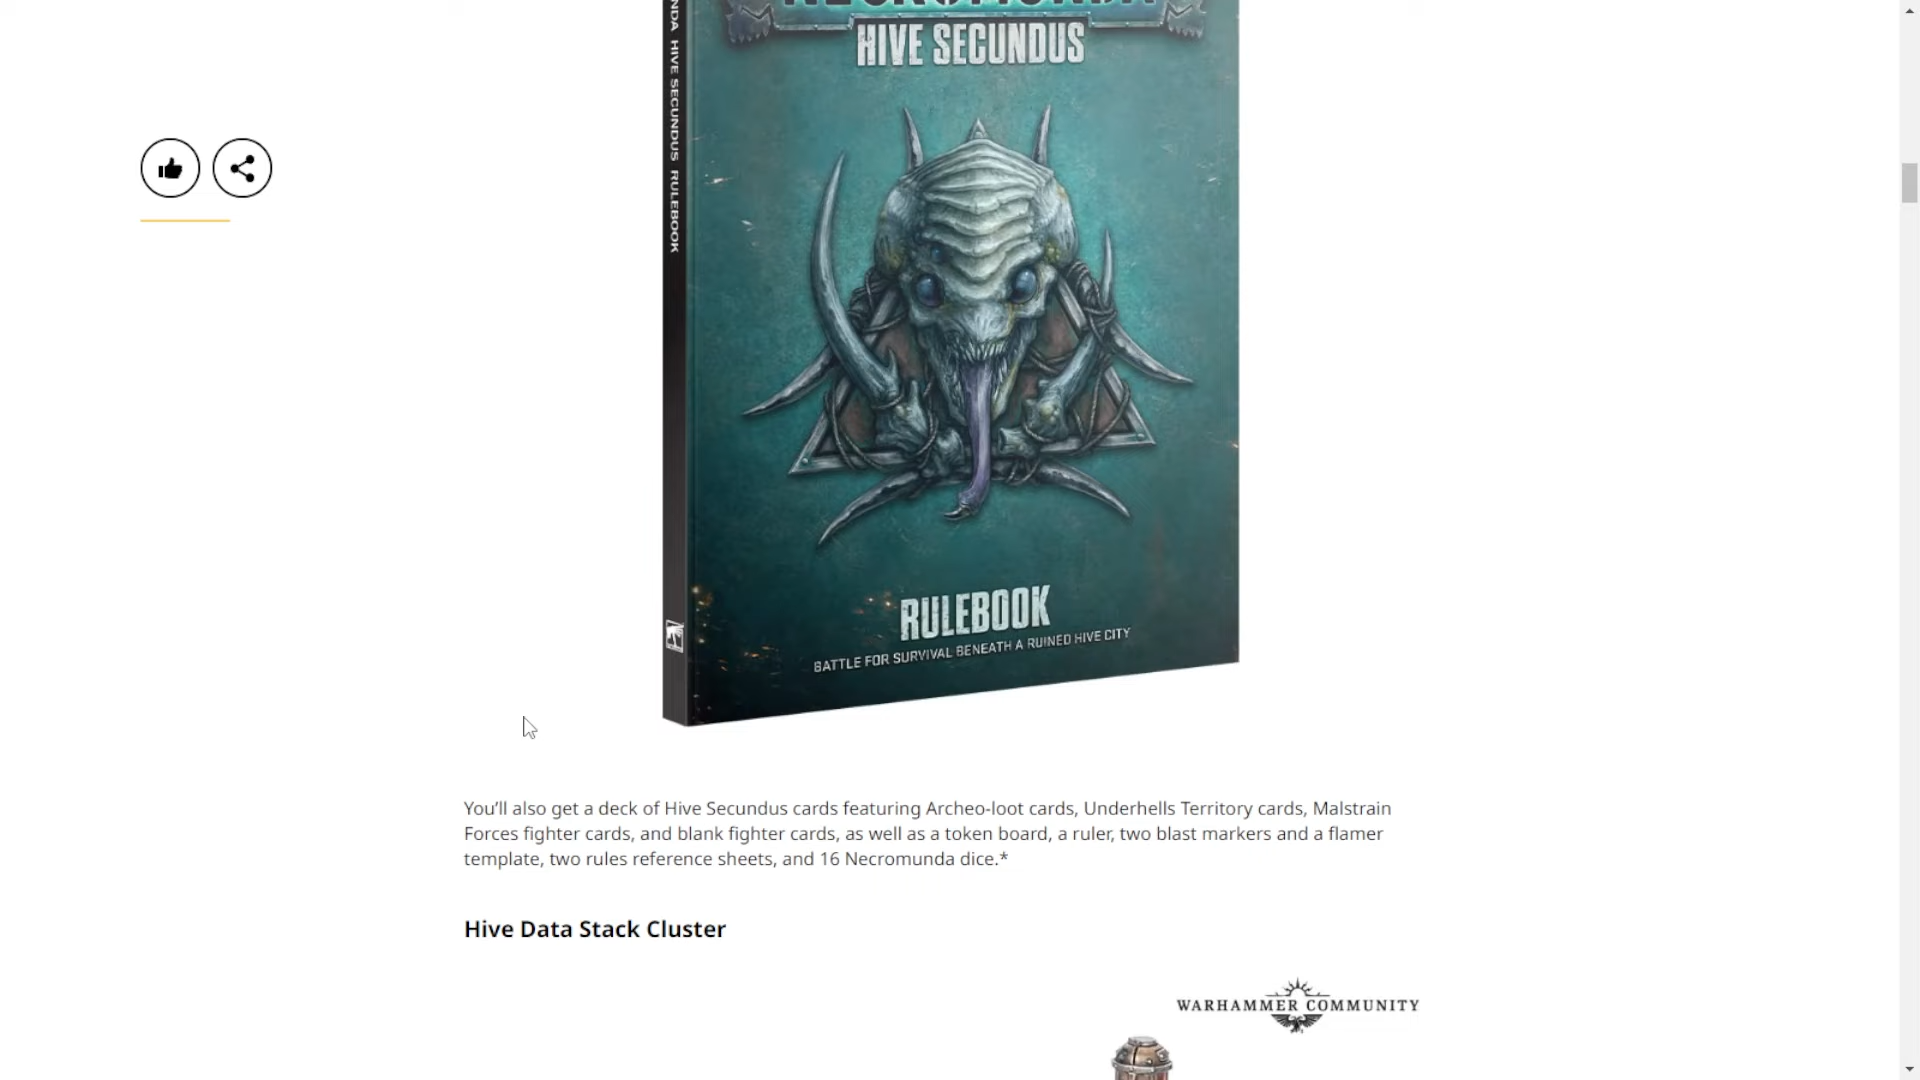 HIVE SECUNDUS
NDA HIVE SECUNDUS RULEBOOK
RULEBOOK
BATTLE FOR SURVIVAL BENEATH A RUINED HIVE CITY
You’ll also get a deck of Hive Secundus cards featuring Archeo-loot cards, Underhells Territory cards, Malstrain
Forces fighter cards, and blank fighter cards, as well as a token board, a ruler, two blast markers and a flamer
template, two rules reference sheets, and 16 Necromunda dice.*
Hive Data Stack Cluster
WARHAMMER COMMUNITY